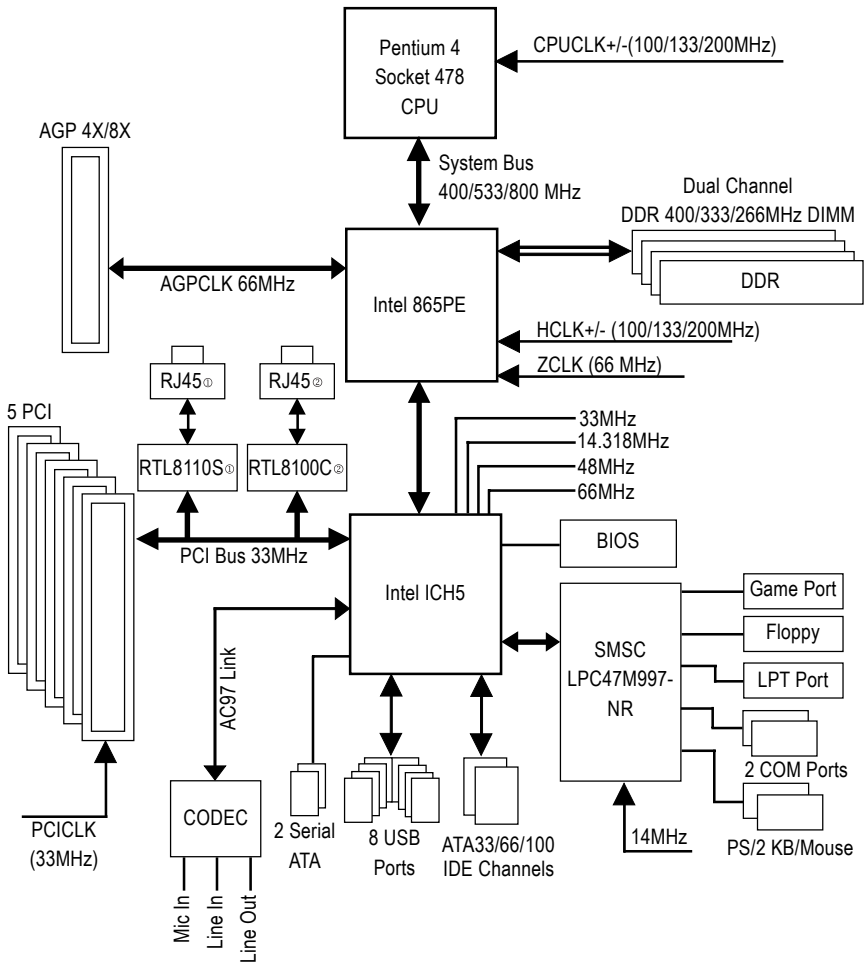 Pentium 4
Socket 478
CPU
CPUCLK+/-(100/133/200MHz)
AGP 4X/8X
System Bus
400/533/800 MHz
Dual Channel
DDR 400/333/266MHz DIMM
DDR
AGPCLK 66MHz
Intel 865PE
HCLK+/- (100/133/200MHz)
ZCLK (66 MHz)
RJ45①
RJ45②
5 PCI
33MHz
14.318MHz
48MHz
66MHz
RTL8110S①
RTL8100C②
PCI Bus 33MHz
BIOS
Intel ICH5
Game Port
Floppy
LPT Port
SMSC
LPC47M997-
NR
AC97 Link
2 COM Ports
PCICLK
(33MHz)
CODEC
2 Serial
ATA
8 USB
Ports
ATA33/66/100
IDE Channels
14MHz
PS/2 KB/Mouse
Mic In
Line In
Line Out